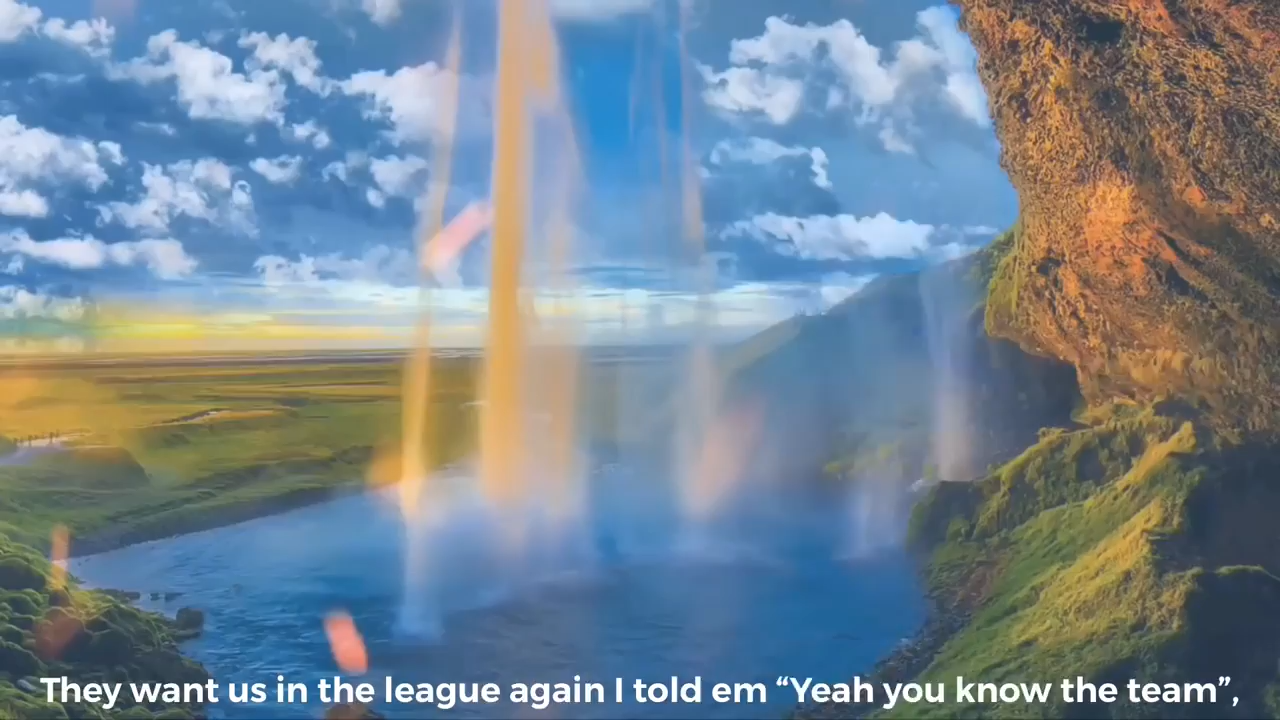 They want us in the league again I told em “Yeah you know the team”,